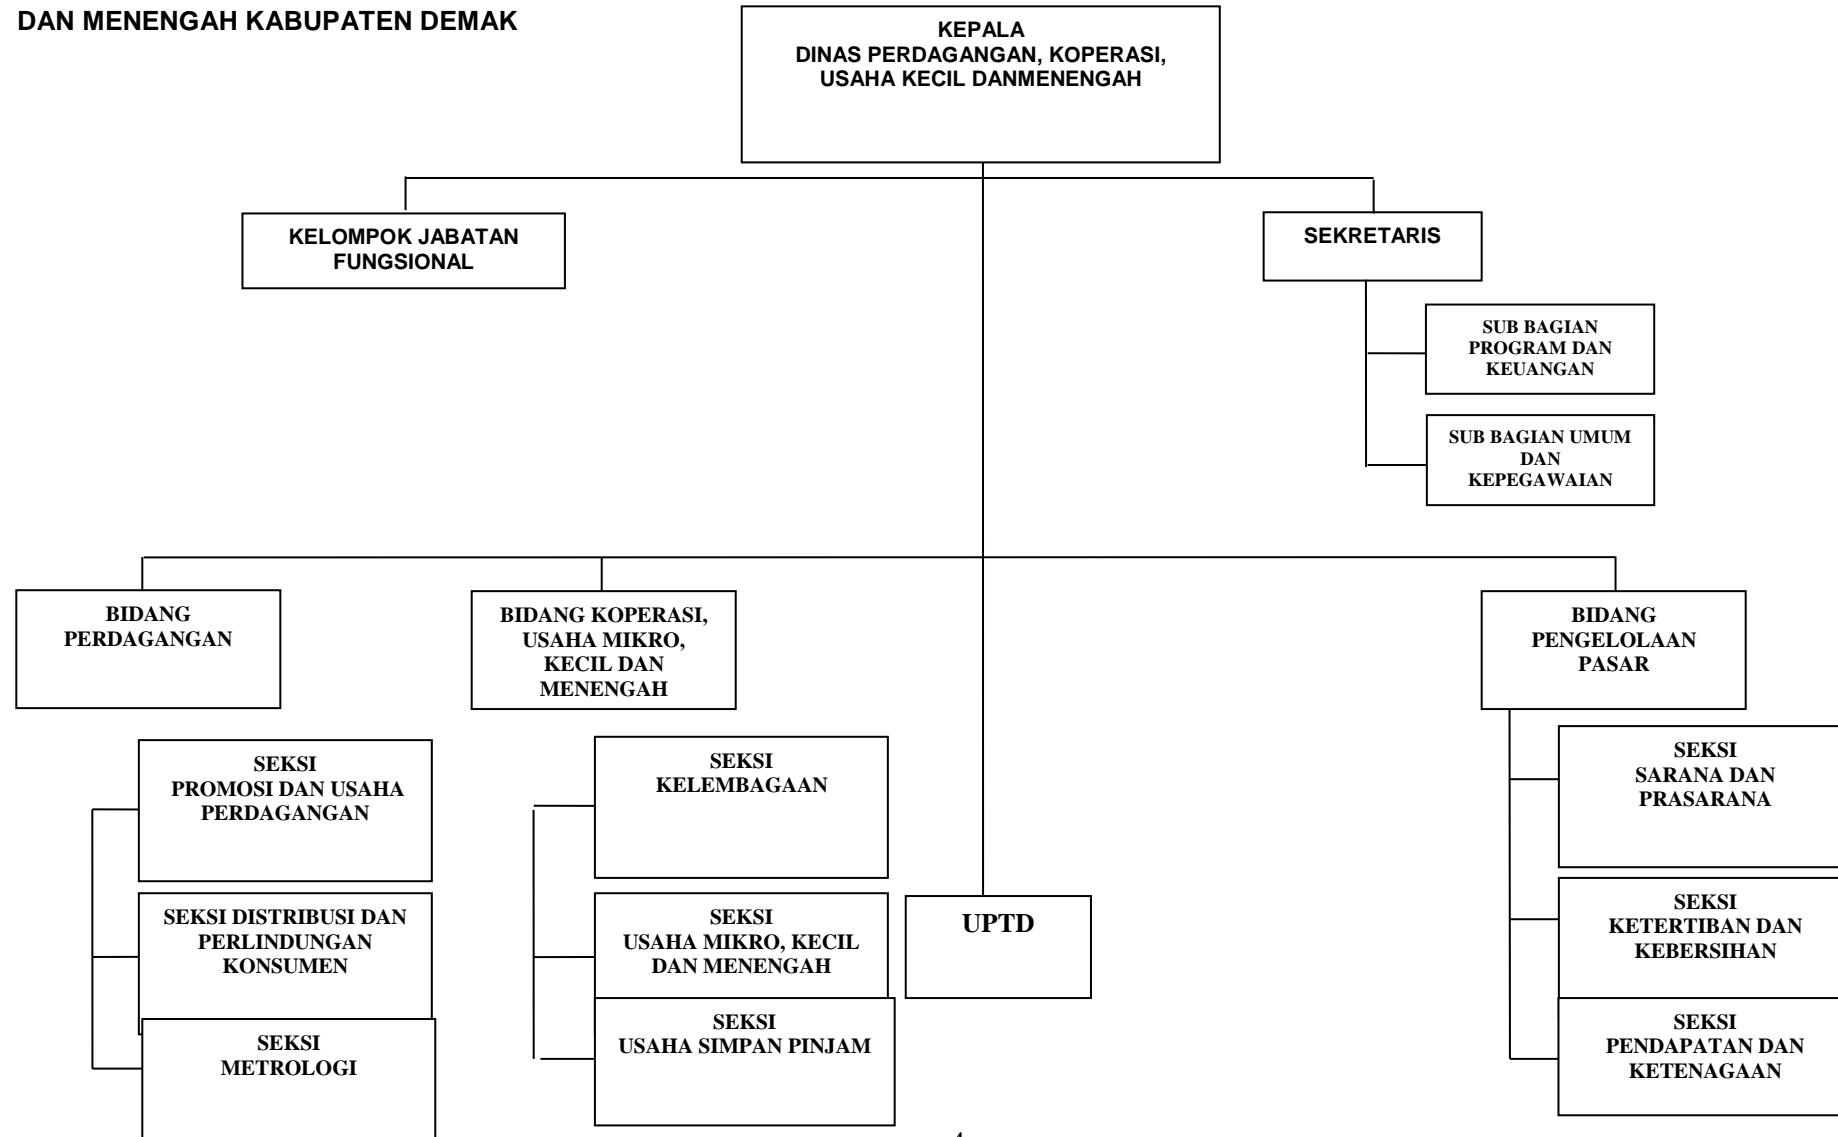 DAN MENENGAH KABUPATEN DEMAK
KEPALA
DINAS PERDAGANGAN, KOPERASI,
USAHA KECIL DANMENENGAH
KELOMPOK JABATAN
FUNGSIONAL
SEKRETARIS
SUB BAGIAN
PROGRAM DAN
KEUANGAN
SUB BAGIAN UMUM
DAN
KEPEGAWAIAN
BIDANG
PERDAGANGAN
BIDANG KOPERASI,
USAHA MIKRO,
KECIL DAN
MENENGAH
BIDANG
PENGELOLAAN
PASAR
SEKSI
PROMOSI DAN USAHA
PERDAGANGAN
SEKSI DISTRIBUSI DAN
PERLINDUNGAN
KONSUMEN
SEKSI
METROLOGI
SEKSI
KELEMBAGAAN
SEKSI
USAHA MIKRO, KECIL
DAN MENENGAH
SEKSI
USAHA SIMPAN PINJAM
UPTD
SEKSI
SARANA DAN
PRASARANA
SEKSI
KETERTIBAN DAN
KEBERSIHAN
SEKSI
PENDAPATAN DAN
KETENAGAAN